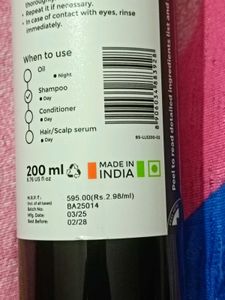 thoroughly.
• Repeat it if necessary.
• In case of contact with eyes, rinse
immediately.
When to use
Oil
• Night
Shampoo
• Day
Conditioner
• Day
Hair/Scalp serum
• Day
8906034883928
200 ml
6.76 US fl oz
MADE IN
INDIA
M.R.P.:
(Incl. of all taxes)
595.00(Rs.2.98/ml)
Batch No.
BA25014
Mfd.
03/25
Best Before:
02/28
Peel to read detailed ingredients list and